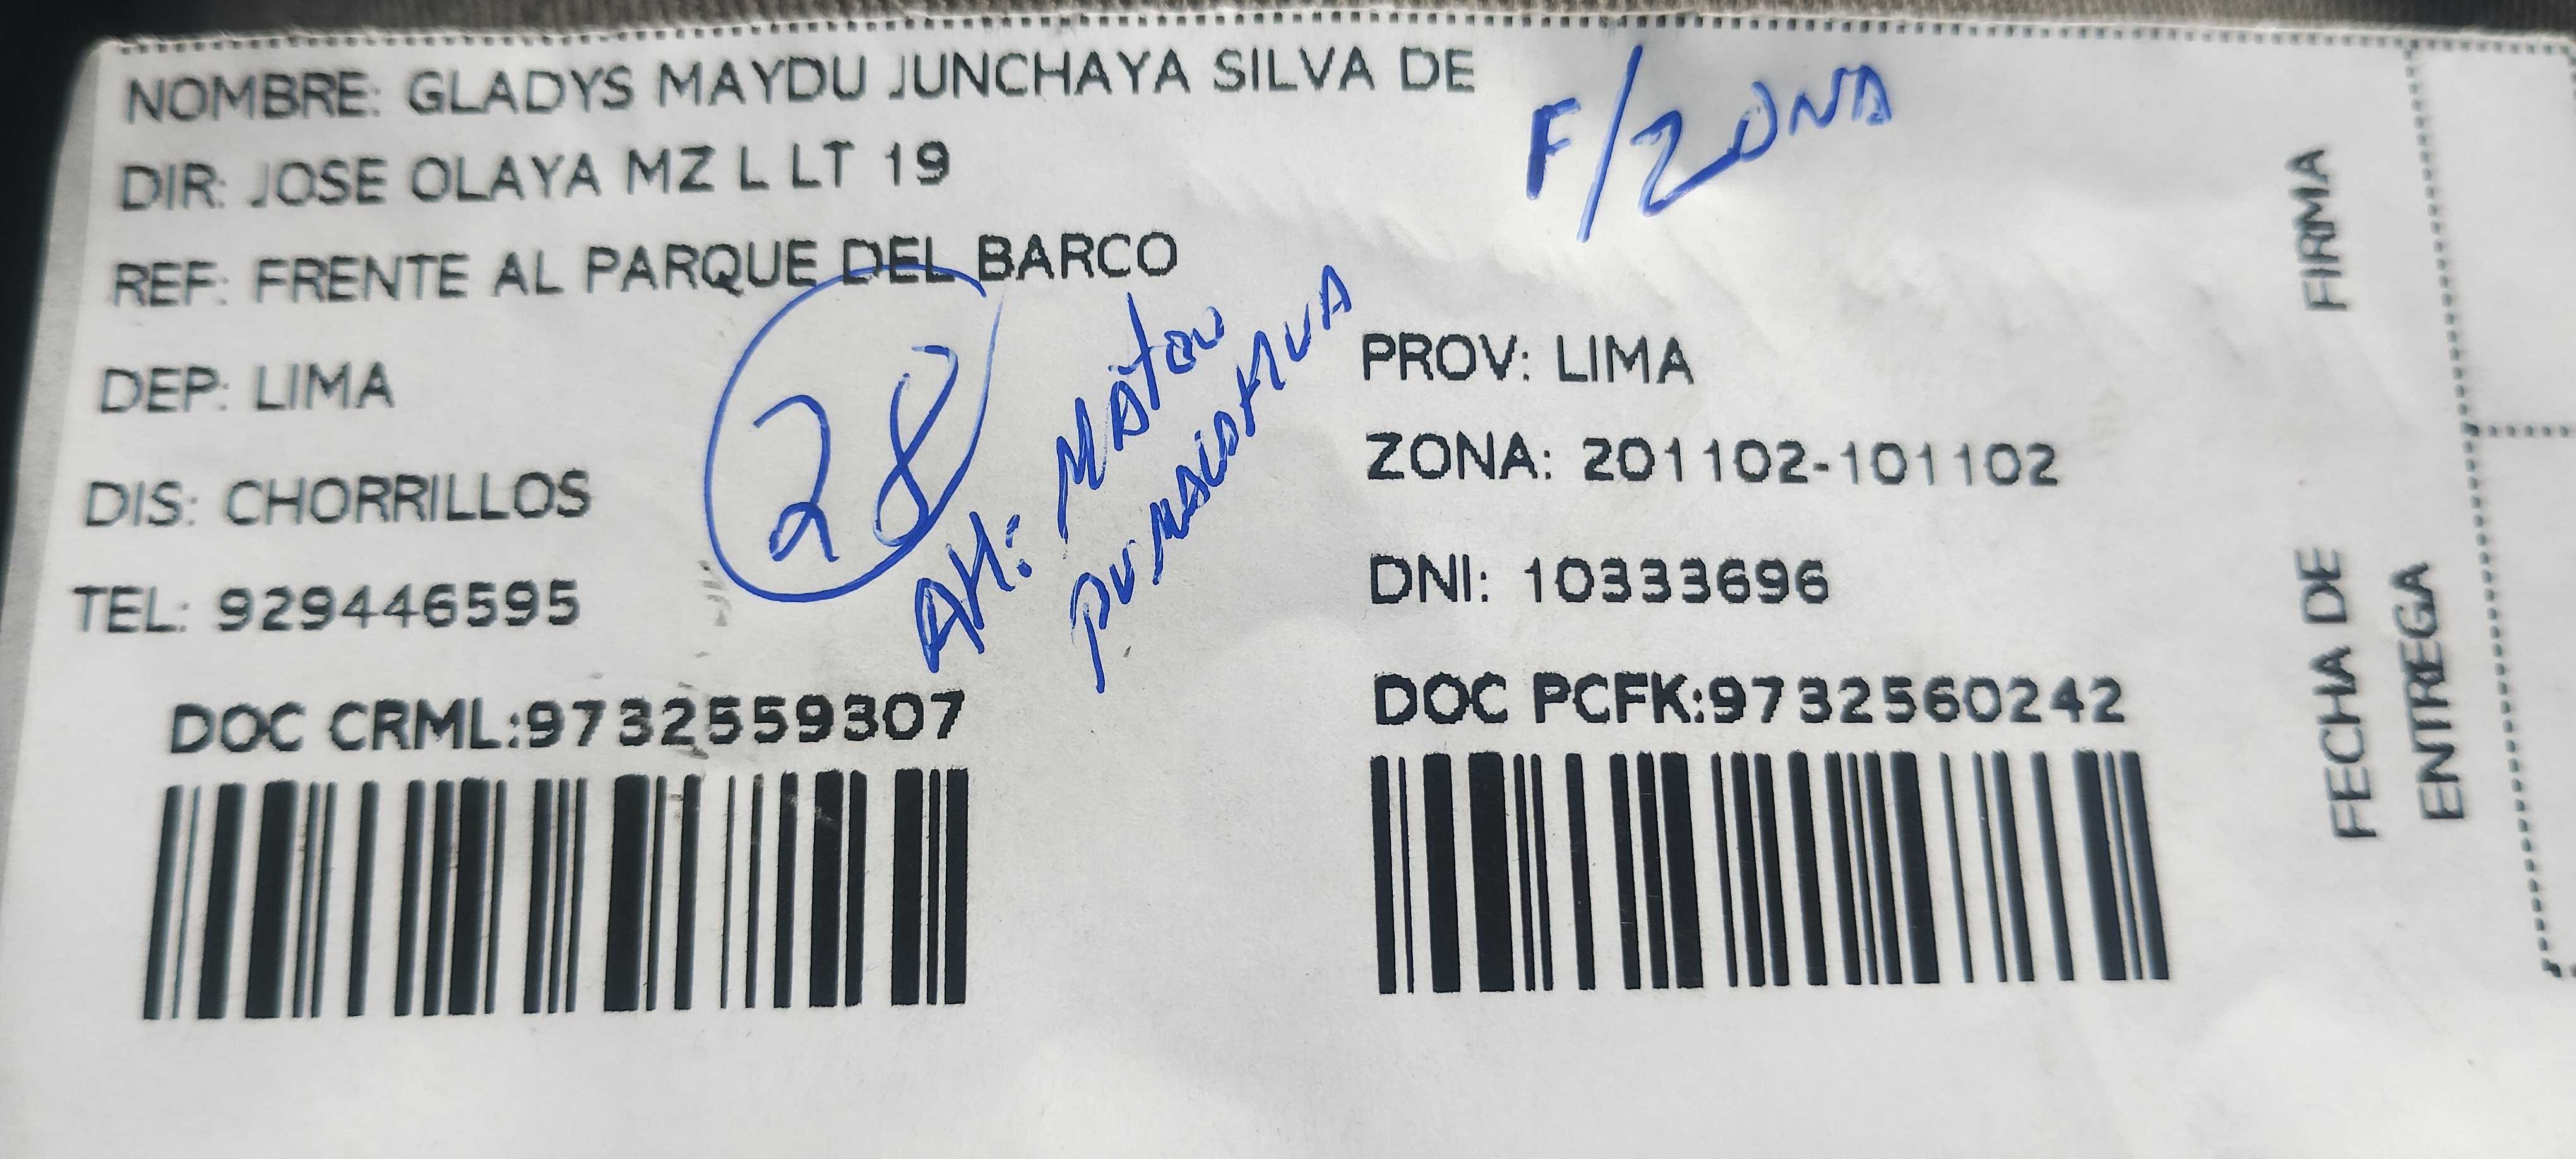 NOMBRE: GLADYS MAYDU JUNCHAYA SILVA DE
F/ZONA
DIR: JOSE OLAYA MZ L LT 19
REF: FRENTE AL PARQUE DEL BARCO
DEP: LIMA
PROV: LIMA
28
AH: MATEO
PUMACAHUA
DIS: CHORRILLOS
ZONA: 201102-101102
TEL: 929446595
DNI: 10333696
DOC CRML:9732559307
DOC PCFK:9732560242
FIRMA
FECHA DE
ENTREGA